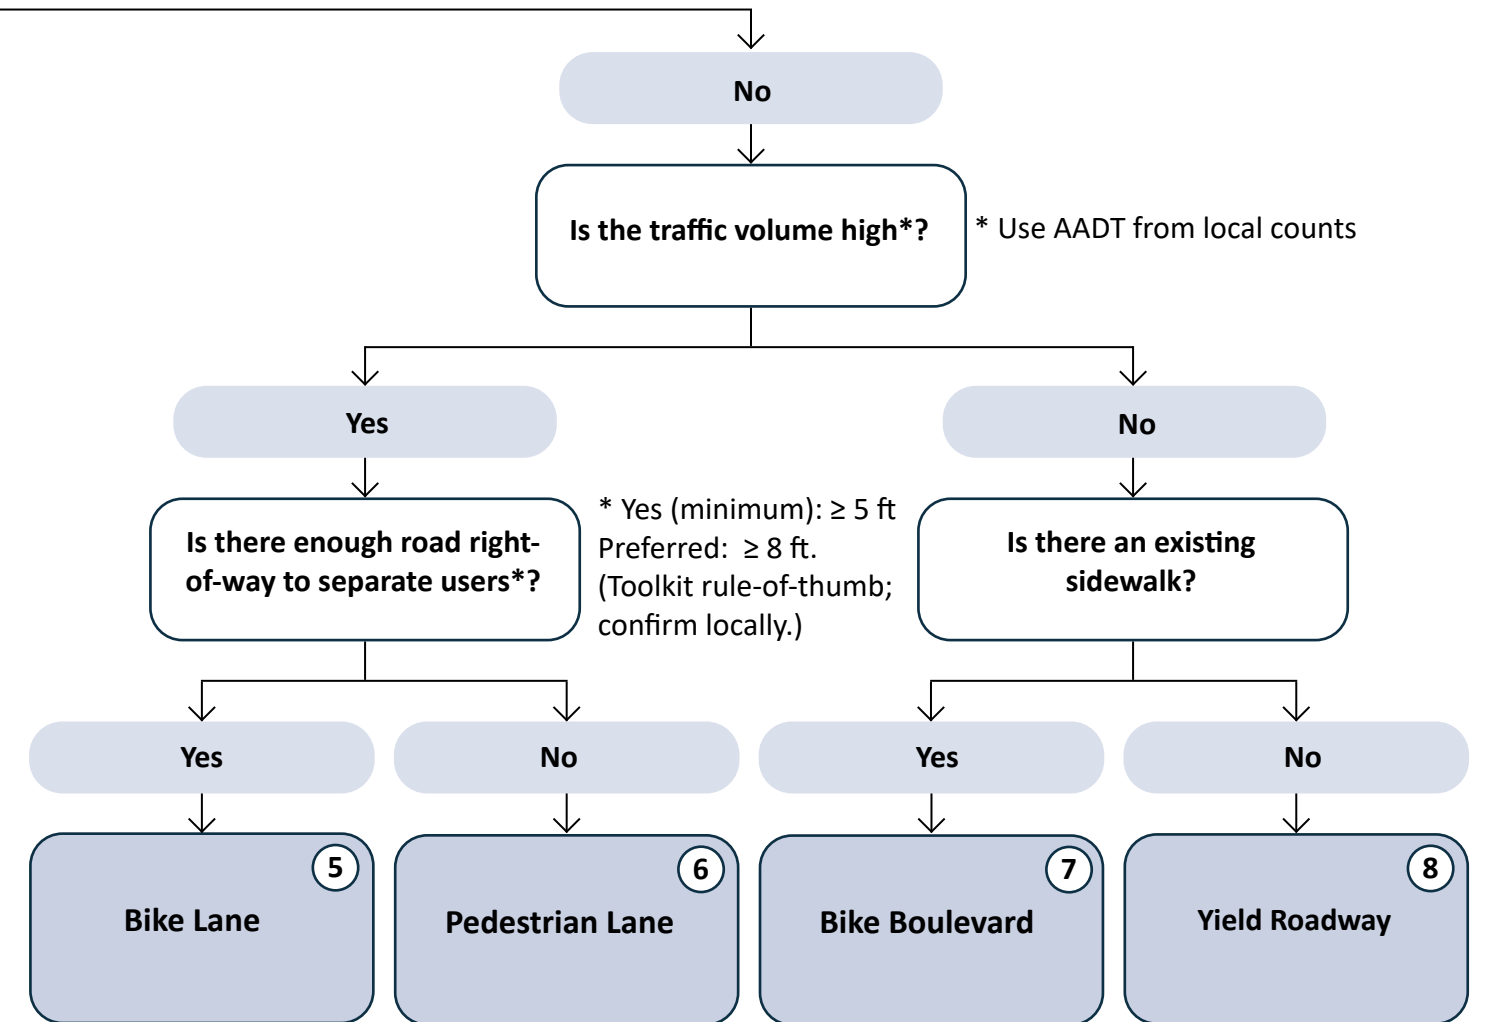 No
Is the traffic volume high*?
* Use AADT from local counts
Yes
No
Is there enough road right-
of-way to separate users*?
* Yes (minimum): ≥ 5 ft
Preferred:  ≥ 8 ft.
(Toolkit rule-of-thumb;
confirm locally.)
Is there an existing
sidewalk?
Yes
No
Yes
No
5
Bike Lane
6
Pedestrian Lane
7
Bike Boulevard
8
Yield Roadway